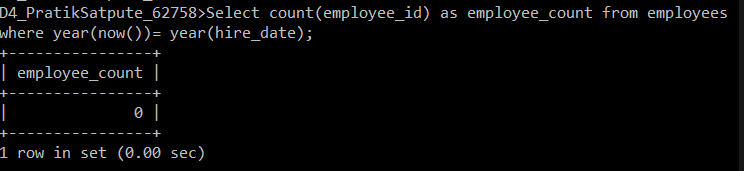 D4_PratikSatpute_62758>Select count(employee_id) as employee_count from employees
where year(now())= year(hire_date);
+----------------+
| employee_count |
+----------------+
|              0 |
+----------------+
1 row in set (0.00 sec)